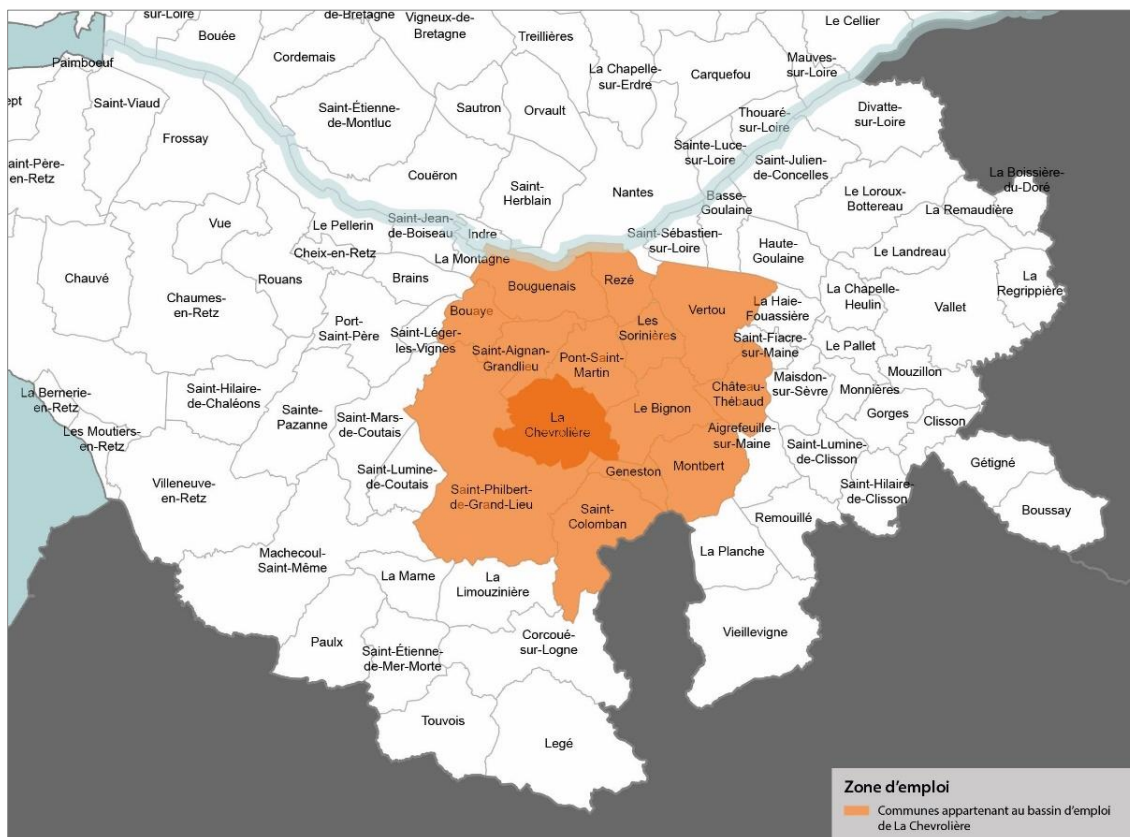 sur-Loire
Bouée
de-Bretagne
Vigneux-de-
Bretagne
Treillières
Le Cellier
Cordemais
La Chapelle-
sur-Erdre
Carquefou
Mauves-
sur-Loire
Paimboeuf
ept
Saint-Viaud
Saint-Étienne-
de-Montluc
Sautron
Orvault
Thouaré-
sur-Loire
Divatte-
sur-Loire
Frossay
aint-Père-
en-Retz
Sainte-Luce-
sur-Loire
Saint-Julien-
de-Concelles
La Boissière-
du-Doré
Couëron
Saint-
Herblain
Nantes
Basse-
Goulaine
Le Loroux-
Bottereau
La Remaudière
Vue
Le Pellerin
Saint-Jean-
de-Boiseau
Indre
Saint-Sébastien-
sur-Loire
Haute-
Goulaine
Le Landreau
Cheix-en-Retz
La Montagne
Chauvé
Rouans
Brains
Bouguenais
Rezé
La Chapelle-
Heulin
La
Regrippière
Chaumes-
en-Retz
Bouaye
Vertou
La Haie-
Fouassière
Vallet
Port-
Saint-Père
Saint-Léger-
les-Vignes
Les
Sorinières
Saint-Fiacre-
sur-Maine
Le Pallet
Saint-Aignan-
Grandlieu
Pont-Saint-
Martin
Mouzillon
La Bernerie-
en-Retz
Saint-Hilaire-
de-Chaléons
Château-
Thébaud
Maisdon-
sur-Sèvre
Monnières
Sainte-
Pazanne
Saint-Mars-
de-Coutais
La
Chevrolière
Le Bignon
Gorges
Clisson
Les Moutiers-
en-Retz
Aigrefeuille-
sur-Maine
Saint-Lumine-
de-Clisson
Saint-Lumine-
de-Coutais
Geneston
Montbert
Gétigné
Villeneuve-
en-Retz
Saint-Philbert-
de-Grand-Lieu
Saint-Hilaire-
de-Clisson
Saint-
Colomban
Boussay
Remouillé
Machecoul-
Saint-Même
La Planche
La Marne
La
Limouzinière
Paulx
Saint-Étienne-
de-Mer-Morte
Corcoué-
sur-Logne
Vieillevigne
Touvois
Legé
Zone d'emploi
Communes appartenant au bassin d'emploi
de La Chevrolière